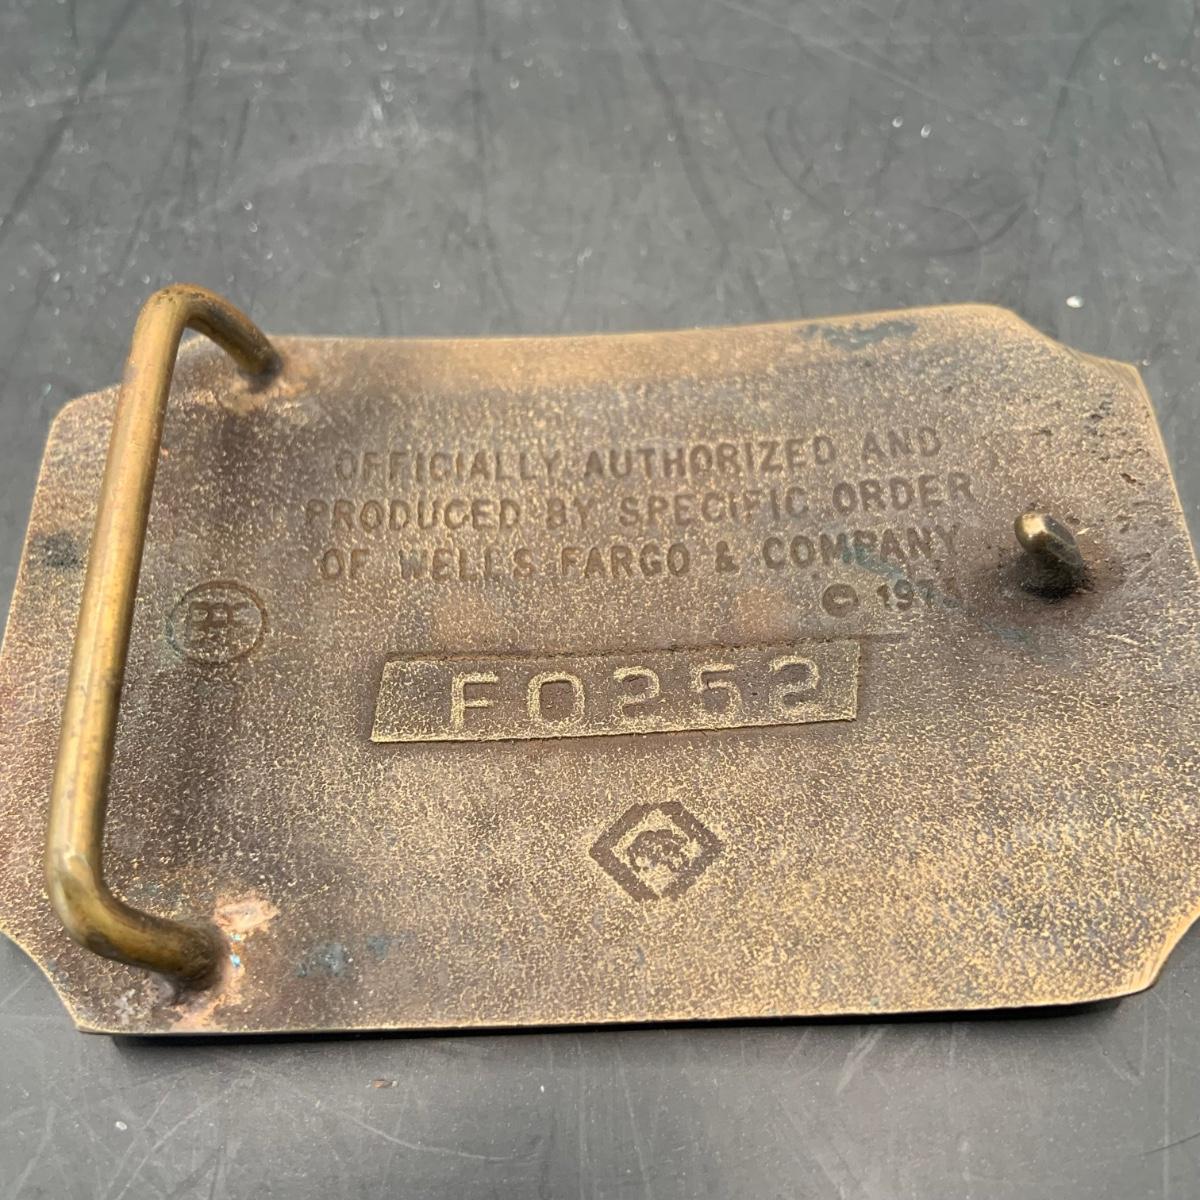 OFFICIALLY AUTHORIZED AND
PRODUCED BY SPECIFIC ORDER
OF WELLS FARGO & COMPANY
©
F0252